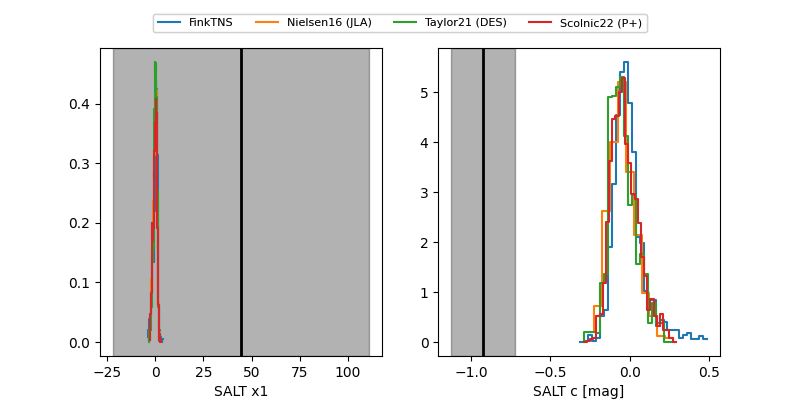 FinkTNS Nielsen16 (JLA) Taylor21 (DES) Scolnic22 (P+)
0.4
0.3
0.2
0.1
0.0
−25 0 25 50 75 100
SALT x1
5
4
3
2
1
0
−1.0 −0.5 0.0 0.5
SALT c [mag]